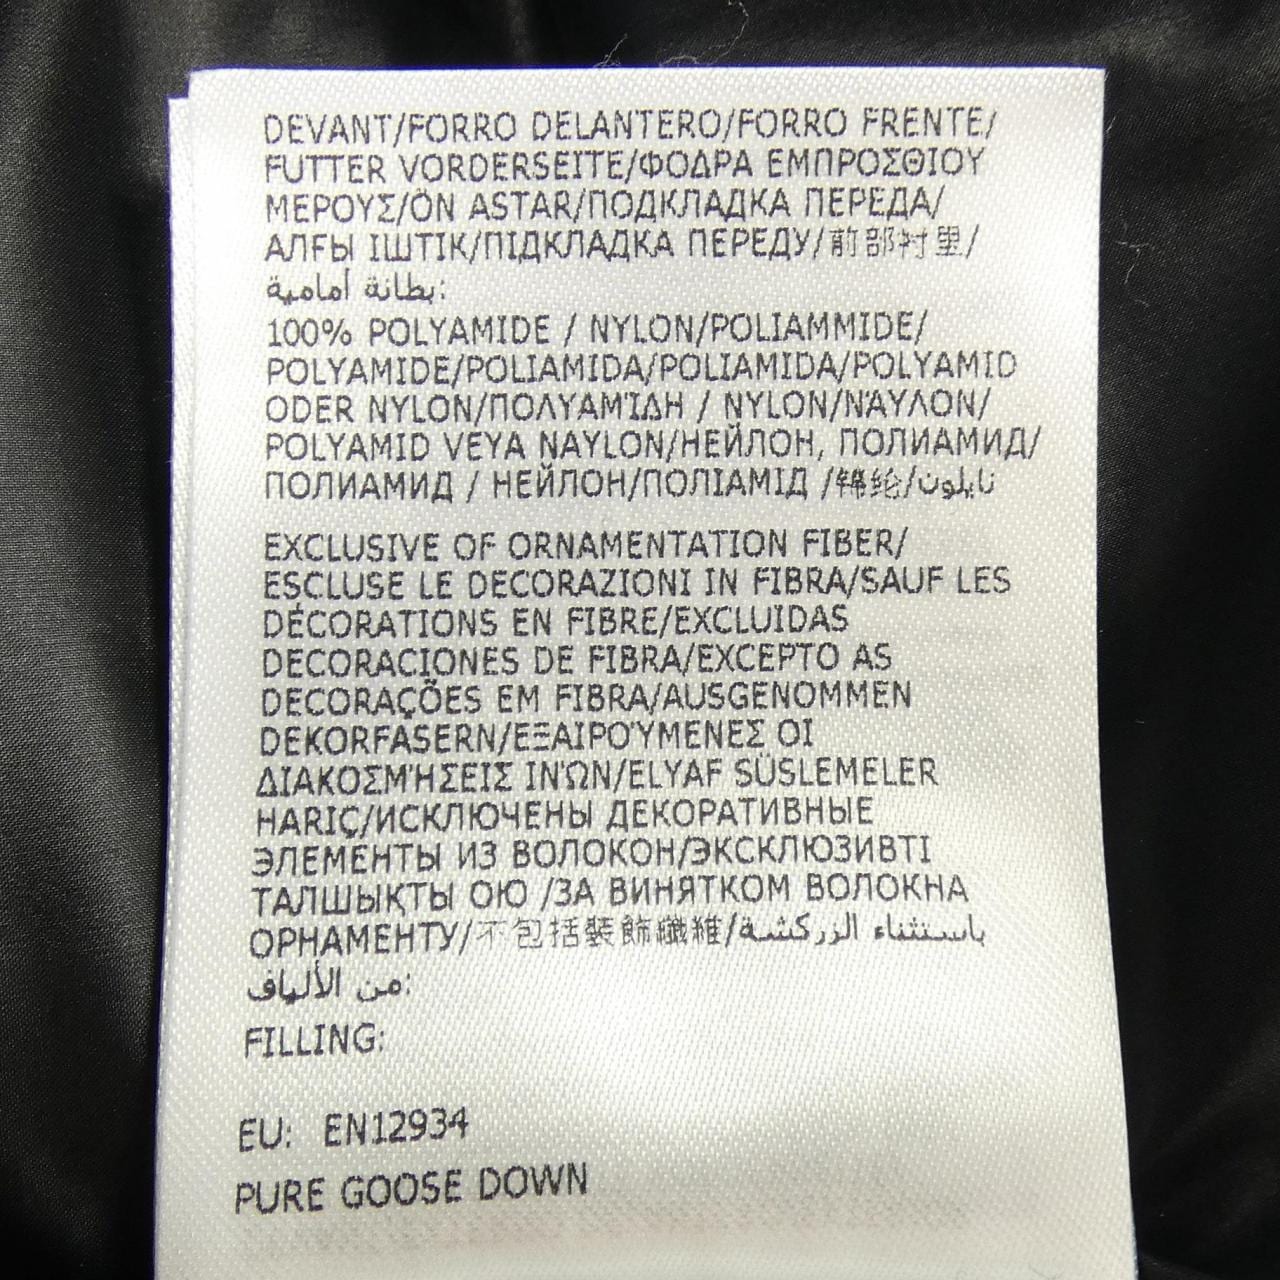 DEVANT/FORRO DELANTERO/FORRO FRENTE/
FUTTER VORDERSEITE/ΦΟΔΡΑ ΕΜΠΡΟΣΘΙΟΥ
ΜΕΡΟΥΣ/ÖN ASTAR/ПОДКЛАДКА ПЕРЕДА/
АЛҒЫ ІШТІК/ПІДКЛАДКА ПЕРЕДУ/前部衬里/
بطانة أمامية:
100% POLYAMIDE / NYLON/POLIAMMIDE/
POLYAMIDE/POLIAMIDA/POLIAMIDA/POLYAMID
ODER NYLON/ΠΟΛΥΑΜΊΔΗ / NYLON/ΝΆΥΛΟΝ/
POLYAMID VEYA NAYLON/НЕЙЛОН, ПОЛИАМИД/
ПОЛИАМИД / НЕЙЛОН/ПОЛІАМІД /锦纶/نايلون
EXCLUSIVE OF ORNAMENTATION FIBER/
ESCLUSE LE DECORAZIONI IN FIBRA/SAUF LES
DÉCORATIONS EN FIBRE/EXCLUIDAS
DECORACIONES DE FIBRA/EXCEPTO AS
DECORAÇÕES EM FIBRA/AUSGENOMMEN
DEKORFASERN/ΕΞΑΙΡΟΎΜΕΝΕΣ ΟΙ
ΔΙΑΚΟΣΜΉΣΕΙΣ ΙΝΏΝ/ELYAF SÜSLEMELER
HARIÇ/ИСКЛЮЧЕНЫ ДЕКОРАТИВНЫЕ
ЭЛЕМЕНТЫ ИЗ ВОЛОКОН/ЭКСКЛЮЗИВТІ
ТАЛШЫҚТЫ ОЮ /ЗА ВИНЯТКОМ ВОЛОКНА
ОРНАМЕНТУ/不包括裝飾纖維/باستثناء الزركشة
من الألياف:
FILLING:
EU: EN12934
PURE GOOSE DOWN